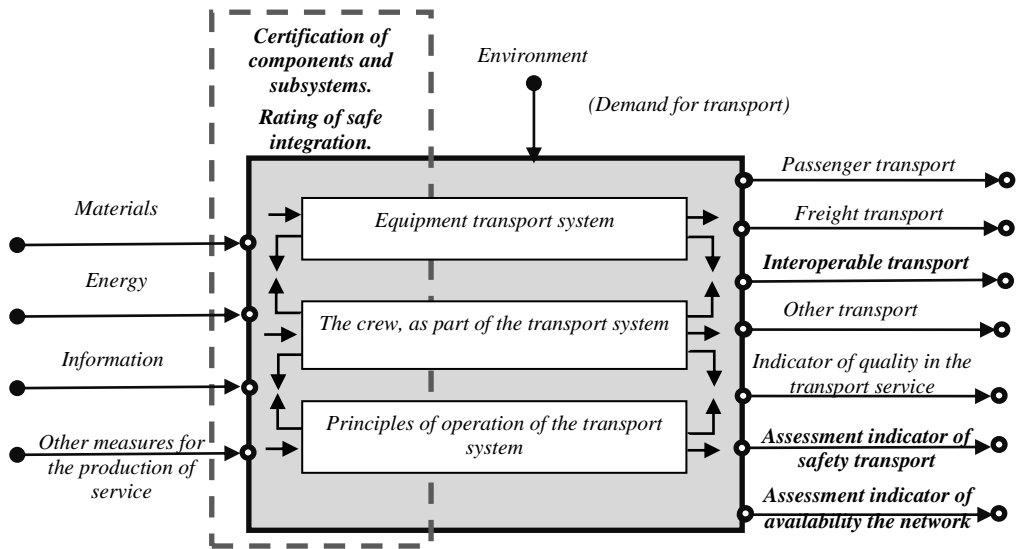 Certification of
components and
subsystems.
Rating of safe
integration.
Environment
(Demand for transport)
Materials
Energy
Information
Other measures for
the production of
service
Equipment transport system
The crew, as part of the transport system
Principles of operation of the transport
system
Passenger transport
Freight transport
Interoperable transport
Other transport
Indicator of quality in the
transport service
Assessment indicator of
safety transport
Assessment indicator of
availability the network